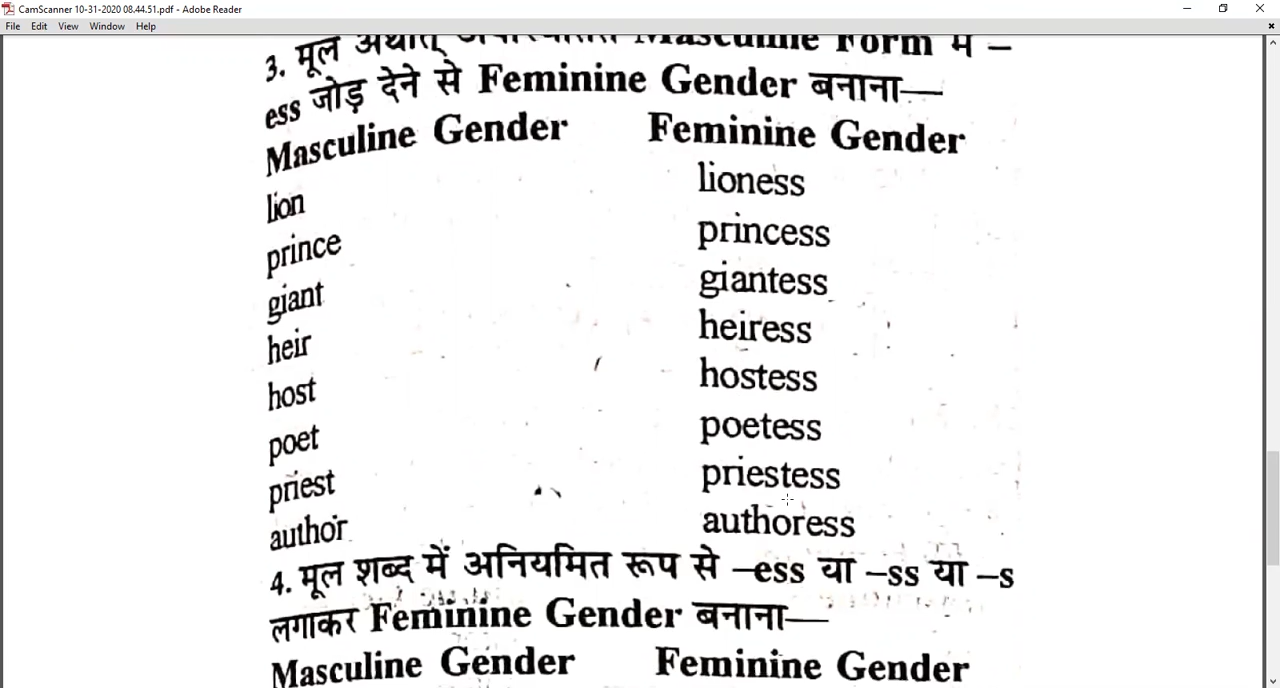 CamScanner 10-31-2020 08.44.51.pdf - Adobe Reader
File Edit View Window Help
3. मूल अर्थात् Masculine Form में –
ess जोड़ देने से Feminine Gender बनाना—
Masculine Gender Feminine Gender
lion lioness
prince princess
giant giantess
heir heiress
host hostess
poet poetess
priest priestess
author authoress
4. मूल शब्द में अनियमित रूप से –ess या –ss या –s
लगाकर Feminine Gender बनाना—
Masculine Gender Feminine Gender